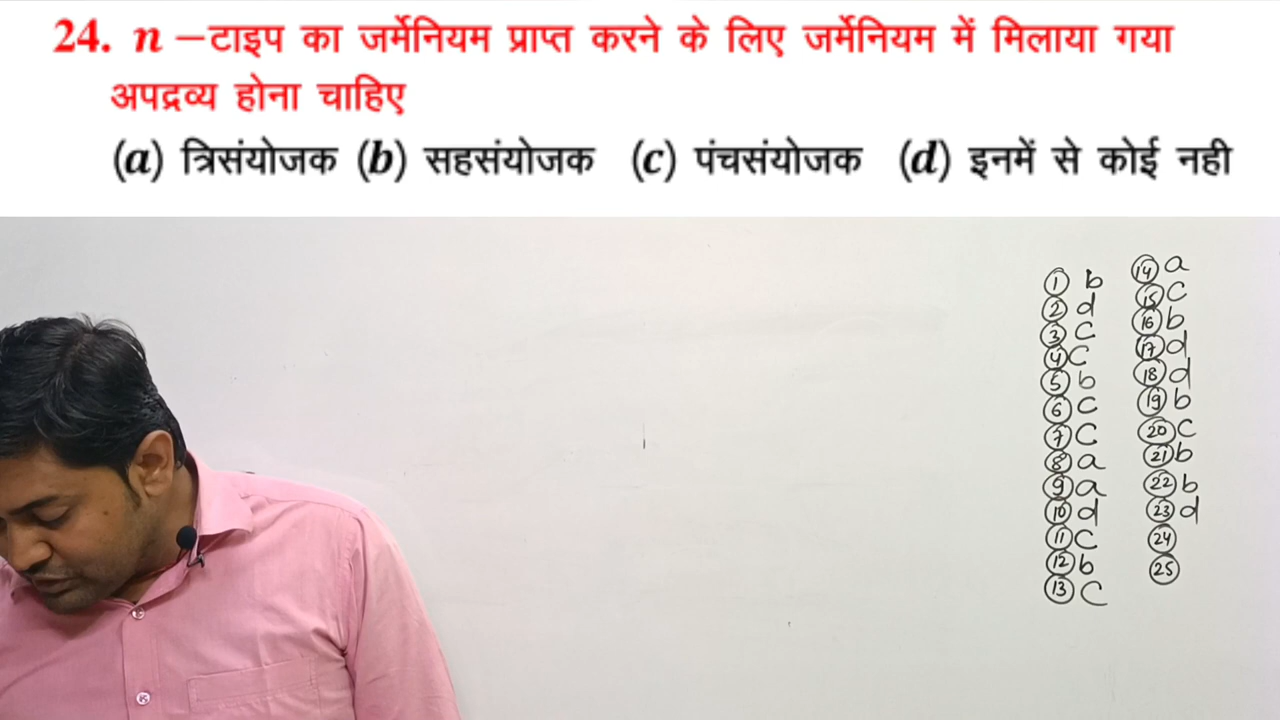 24. n –टाइप का जर्मेनियम प्राप्त करने के लिए जर्मेनियम में मिलाया गया
अपद्रव्य होना चाहिए
(a) त्रिसंयोजक (b) सहसंयोजक (c) पंचसंयोजक (d) इनमें से कोई नही
1 b
2 d
3 c
4 c
5 b
6 c
7 c
8 a
9 a
10 d
11 c
12 b
13 c
14 a
15 c
16 b
17 d
18 d
19 b
20 c
21 b
22 b
23 d
24
25